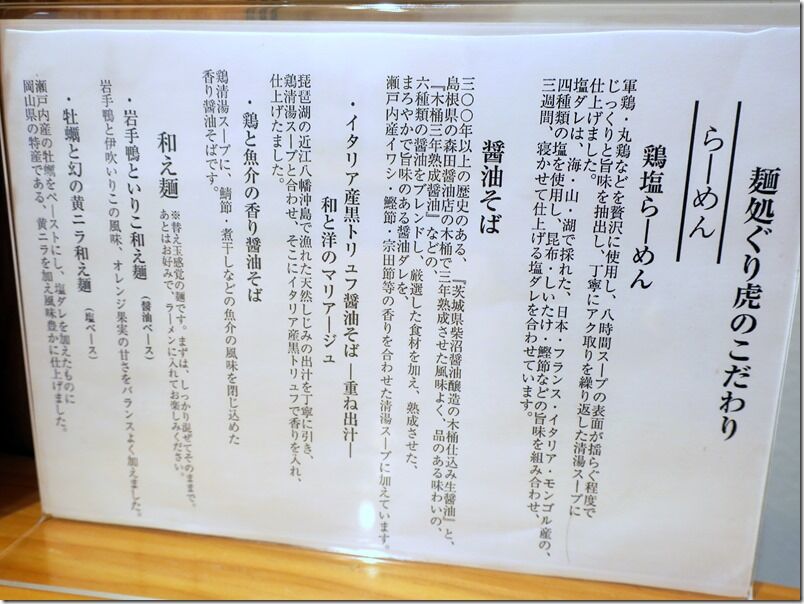 麺処ぐり虎のこだわり
らーめん
鶏塩らーめん
軍鶏・丸鶏などを贅沢に使用し、八時間スープの表面が揺らぐ程度で
じっくりと旨味を抽出し、丁寧にアク取りを繰り返した清湯スープに
仕上げました。
塩ダレは、海・山・湖で採れた、日本・フランス・イタリア・モンゴル産の、
四種類の塩を使用し、昆布・しいたけ・鰹節などの旨味を組み合わせ、
三週間、寝かせて仕上げる塩ダレを合わせています。
醤油そば
三〇〇年以上の歴史のある、『茨城県柴沼醤油醸造の木桶仕込み生醤油』と、
島根県の森田醤油店の木桶で三年熟成させた風味よく、品のある味わいの、
『木桶三年熟成醤油』などの、
六種類の醤油をブレンドし、厳選した食材を加え、熟成させた、
まろやかで旨味のある醤油ダレを、
瀬戸内産イワシ・鰹節・宗田節等の香りを合わせた清湯スープに加えています。
・イタリア産黒トリュフ醤油そば ―重ね出汁―
和と洋のマリアージュ
琵琶湖の近江八幡沖島で漁れた天然しじみの出汁を丁寧に引き、
鶏清湯スープと合わせ、そこにイタリア産黒トリュフで香りを入れ、
仕上げました。
・鶏と魚介の香り醤油そば
鶏清湯スープに、鯖節・煮干しなどの魚介の風味を閉じ込めた
香り醤油そばです。
和え麺
※替え玉感覚の麺です。まずは、しっかり混ぜてそのままで。
あとはお好みで ラーメンに入れてお楽しみください。
・岩手鴨といりこ和え麺 (醤油ベース)
岩手鴨と伊吹いりこの風味、オレンジ果実の甘さをバランスよく加えました。
・牡蠣と幻の黄ニラ和え麺 (塩ベース)
瀬戸内産の牡蠣をペーストにし、塩ダレを加えたものに
岡山県の特産である、黄ニラを加え風味豊かに仕上げました。